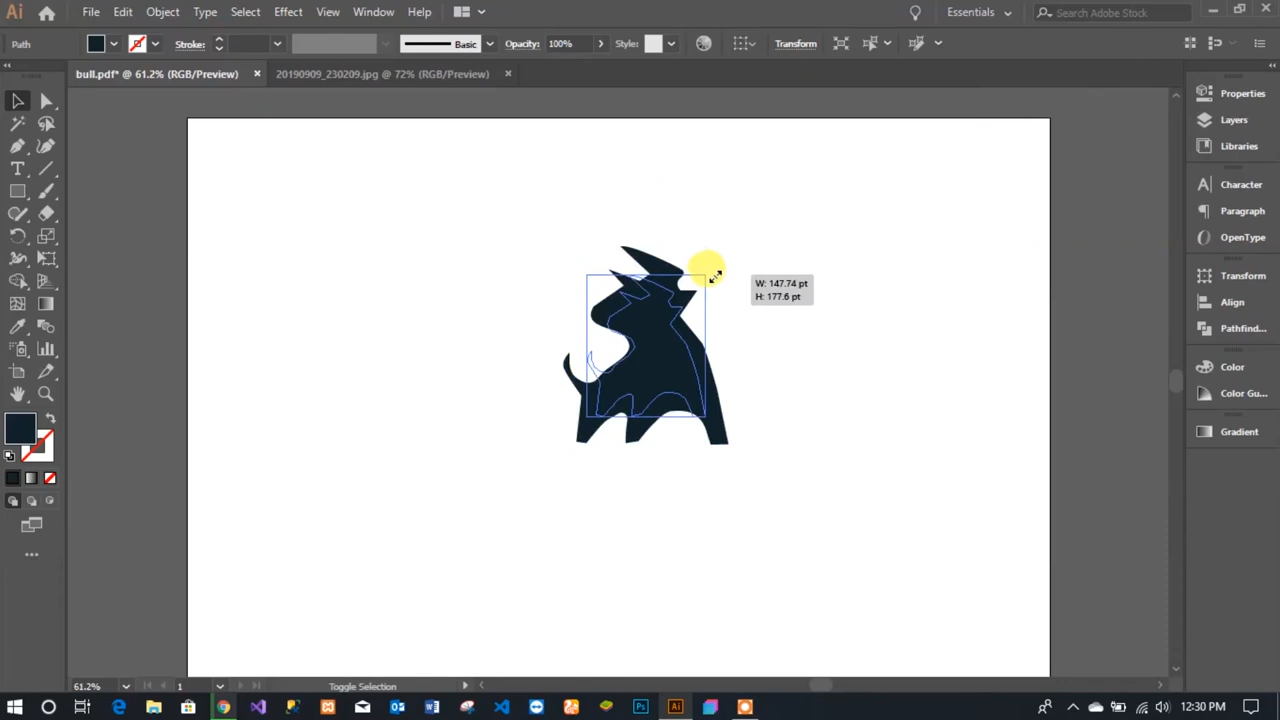 Ai File Edit Object Type Select Effect View Window Help Essentials Search Adobe Stock
Path Stroke: Basic Opacity: 100% Style: Transform
bull.pdf* @ 61.2% (RGB/Preview) 20190909_230209.jpg @ 72% (RGB/Preview)
Properties
Layers
Libraries
Character
Paragraph
OpenType
Transform
Align
Pathfind...
Color
Color Gu...
Gradient
W: 147.74 pt
H: 177.6 pt
61.2% 1 Toggle Selection
Ps Ai 12:30 PM